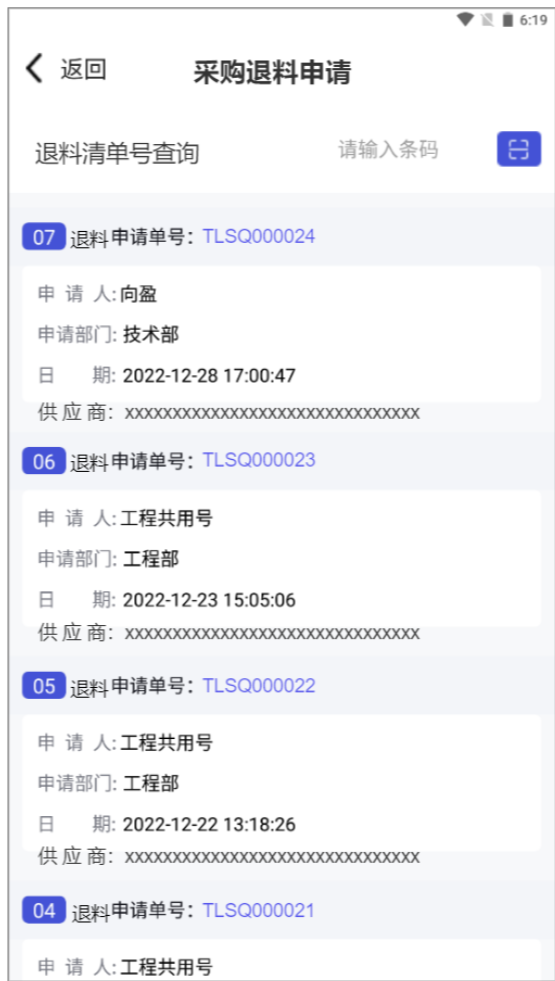 6:19
返回 采购退料申请
退料清单号查询 请输入条码
07 退料申请单号：TLSQ000024
申 请 人:向盈
申请部门:技术部
日 期:2022-12-28 17:00:47
供应商：xxxxxxxxxxxxxxxxxxxxxxxxxxxxxxx
06 退料申请单号：TLSQ000023
申 请 人:工程共用号
申请部门:工程部
日 期:2022-12-23 15:05:06
供应商：xxxxxxxxxxxxxxxxxxxxxxxxxxxxxxx
05 退料申请单号：TLSQ000022
申 请 人:工程共用号
申请部门:工程部
日 期:2022-12-22 13:18:26
供应商：xxxxxxxxxxxxxxxxxxxxxxxxxxxxxxx
04 退料申请单号：TLSQ000021
申 请 人:工程共用号